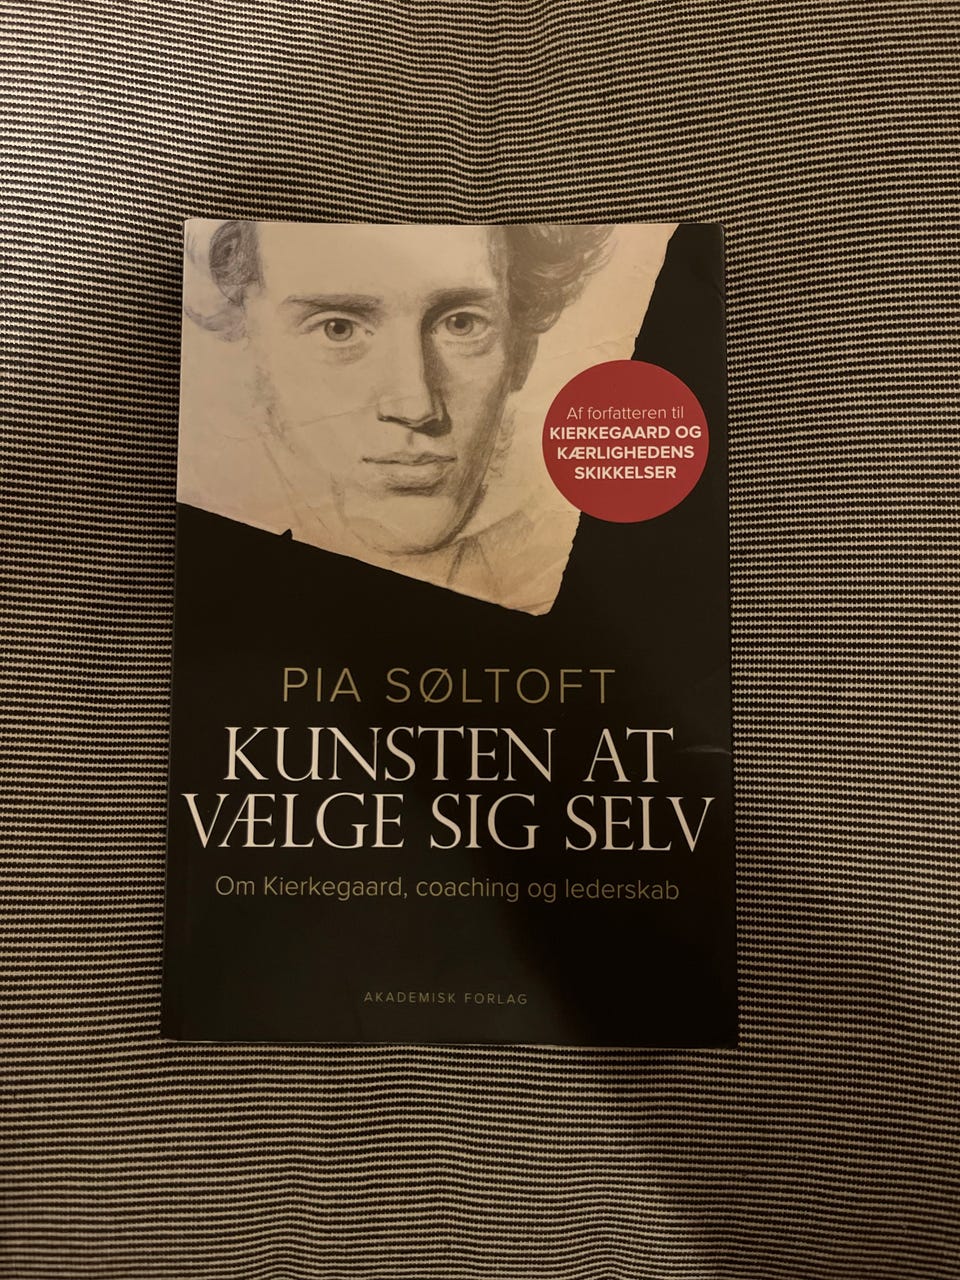 Af forfatteren til
KIERKEGAARD OG
KÆRLIGHEDENS
SKIKKELSER
PIA SØLTOFT
KUNSTEN AT
VÆLGE SIG SELV
Om Kierkegaard, coaching og lederskab
AKADEMISK FORLAG